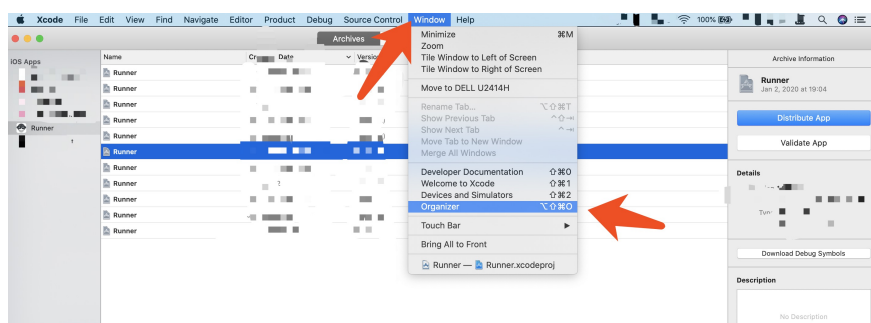 Xcode File Edit View Find Navigate Editor Product Debug Source Control Window Help 100%
Archives
iOS Apps
Runner
Name Date Version
Runner
Runner
Runner
Runner
Runner
Runner
Runner
Runner
Runner
Runner
Runner
Minimize ⌘M
Zoom
Tile Window to Left of Screen
Tile Window to Right of Screen
Move to DELL U2414H
Rename Tab... ⌥⇧⌘T
Show Previous Tab ^⇧⇥
Show Next Tab ^⇥
Move Tab to New Window
Merge All Windows
Developer Documentation ⇧⌘0
Welcome to Xcode ⇧⌘1
Devices and Simulators ⇧⌘2
Organizer ⌥⇧⌘O
Touch Bar ▶
Bring All to Front
Runner — Runner.xcodeproj
Archive Information
Runner
Jan 2, 2020 at 19:04
Distribute App
Validate App
Details
Download Debug Symbols
Description
No Description